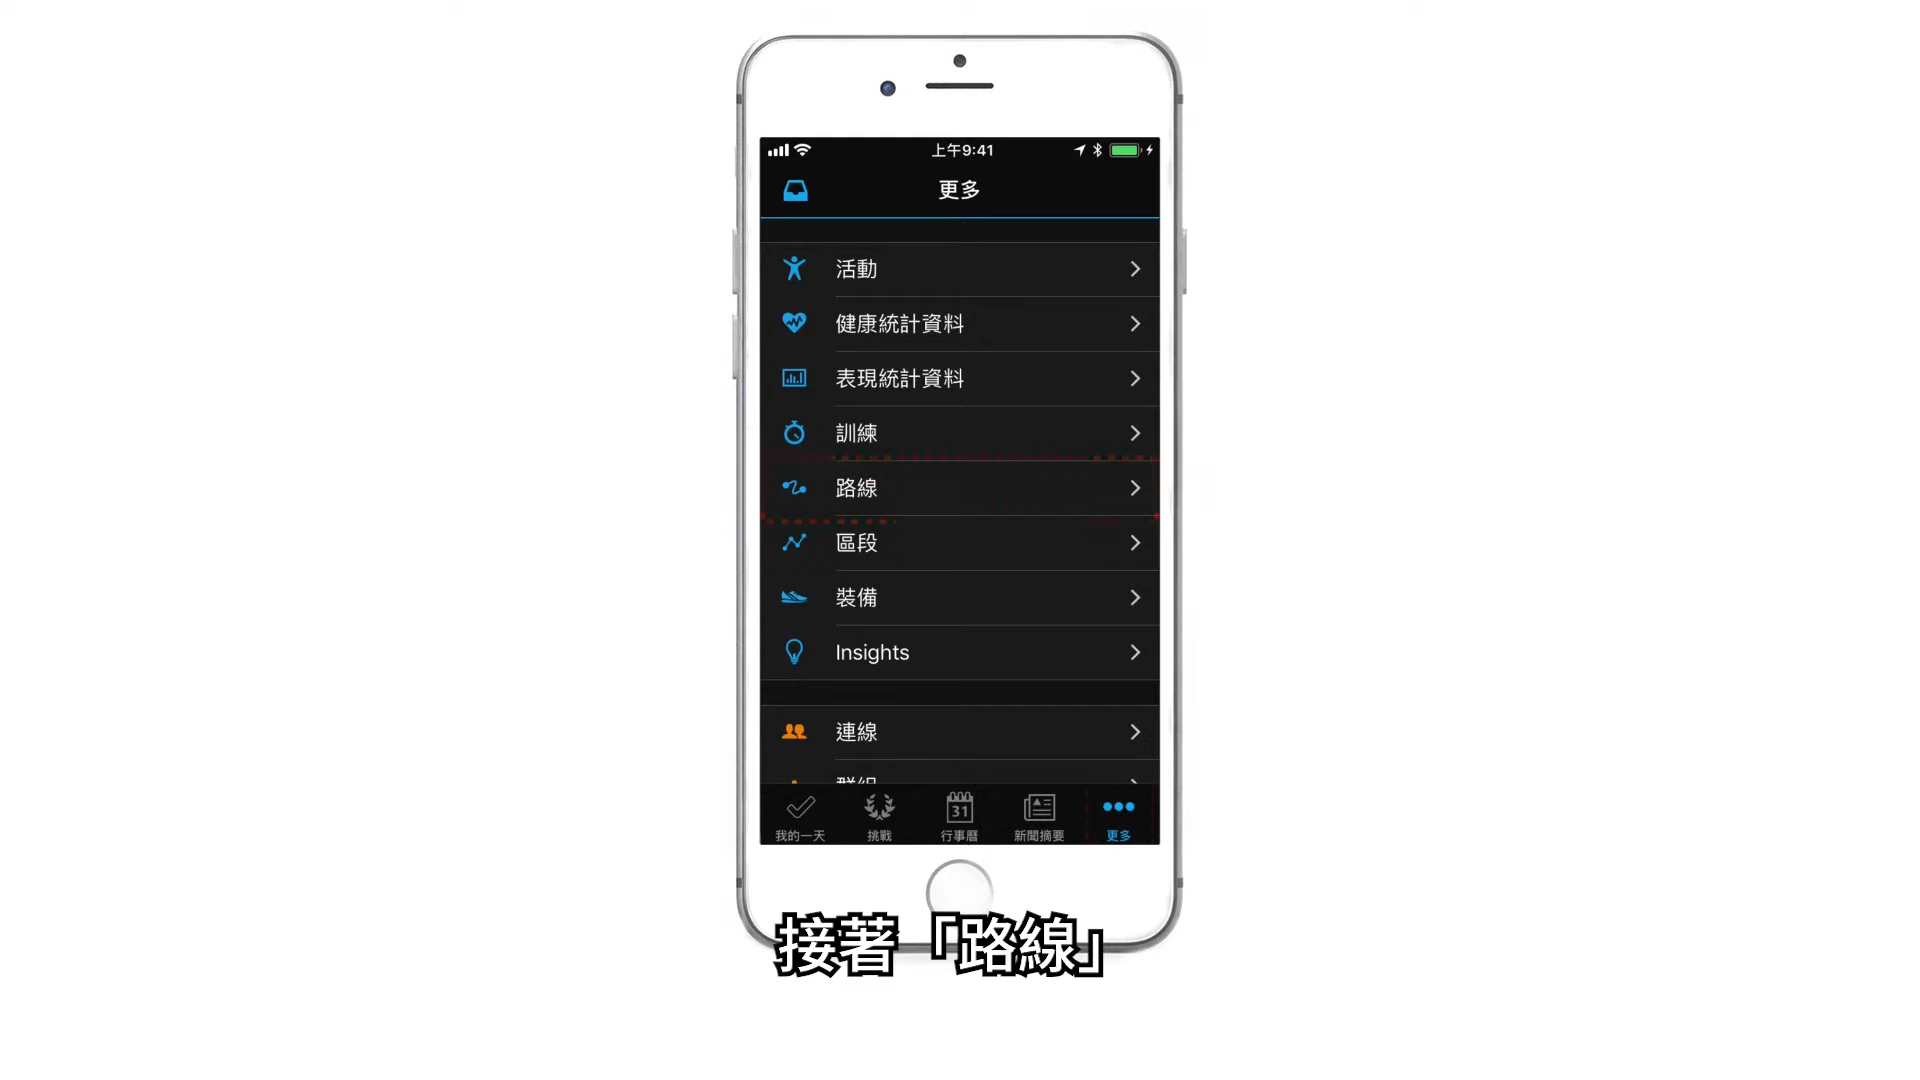 上午9:41
更多
活動
健康統計資料
表現統計資料
訓練
路線
區段
裝備
Insights
連線
群組
我的一天
挑戰
31
行事曆
新聞摘要
更多
接著「路線」